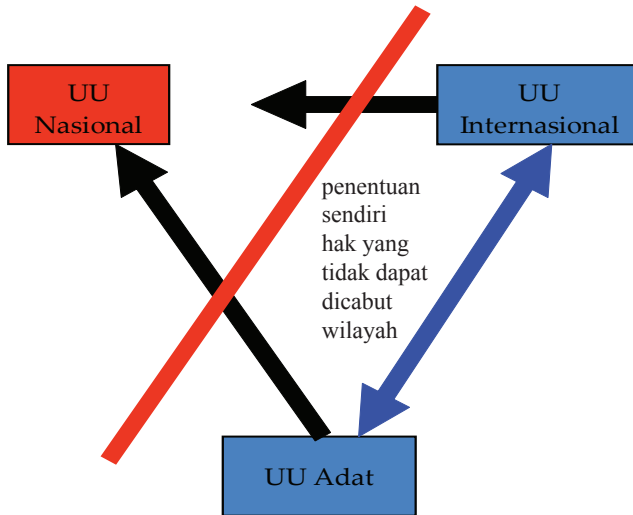 UU
Nasional
UU
Internasional
penentuan
sendiri
hak yang
tidak dapat
dicabut
wilayah
UU Adat